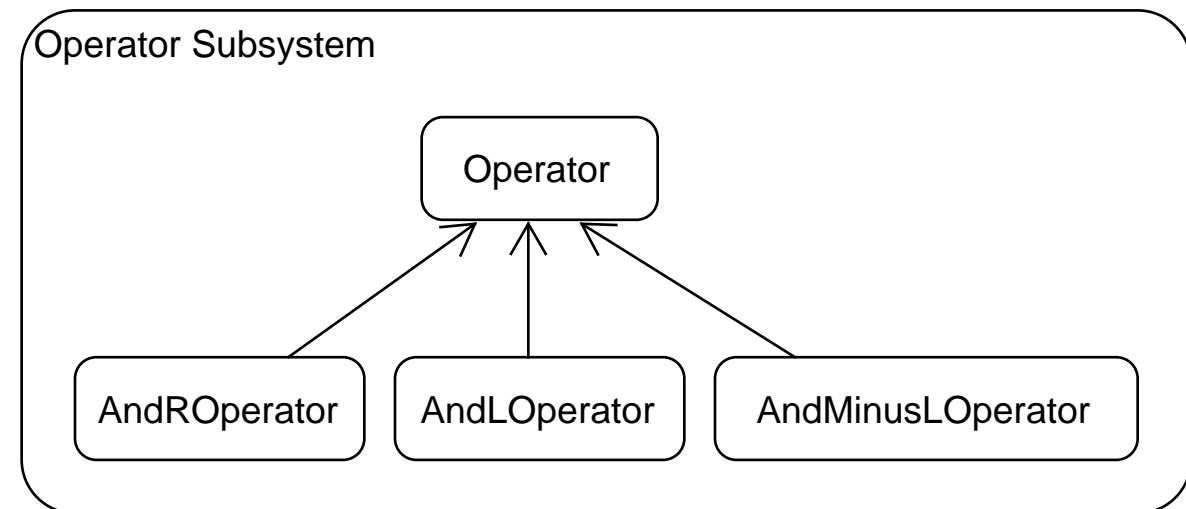 Operator Subsystem
Operator
AndROperator
AndLOperator
AndMinusLOperator